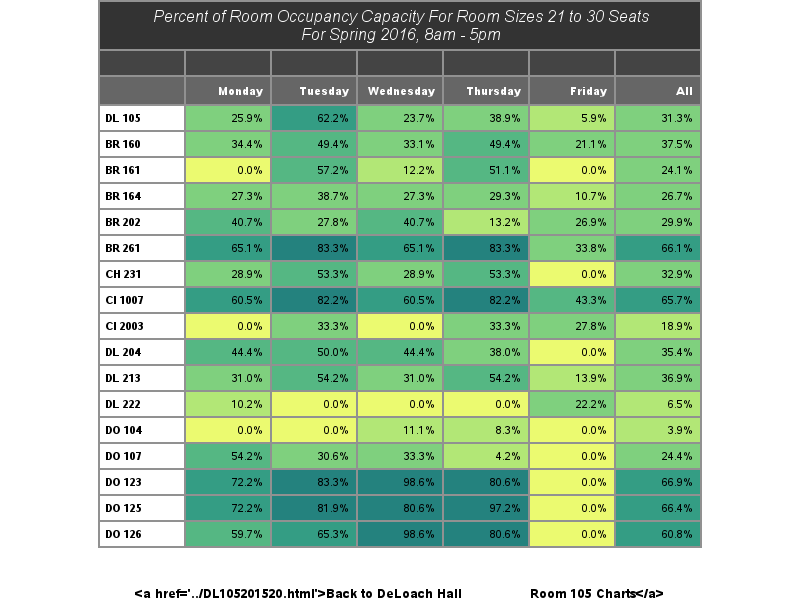 Percent of Room Occupancy Capacity For Room Sizes 21 to 30 Seats
For Spring 2016, 8am - 5pm
Monday Tuesday Wednesday Thursday Friday All
DL 105 25.9% 62.2% 23.7% 38.9% 5.9% 31.3%
BR 160 34.4% 49.4% 33.1% 49.4% 21.1% 37.5%
BR 161 0.0% 57.2% 12.2% 51.1% 0.0% 24.1%
BR 164 27.3% 38.7% 27.3% 29.3% 10.7% 26.7%
BR 202 40.7% 27.8% 40.7% 13.2% 26.9% 29.9%
BR 261 65.1% 83.3% 65.1% 83.3% 33.8% 66.1%
CH 231 28.9% 53.3% 28.9% 53.3% 0.0% 32.9%
CI 1007 60.5% 82.2% 60.5% 82.2% 43.3% 65.7%
CI 2003 0.0% 33.3% 0.0% 33.3% 27.8% 18.9%
DL 204 44.4% 50.0% 44.4% 38.0% 0.0% 35.4%
DL 213 31.0% 54.2% 31.0% 54.2% 13.9% 36.9%
DL 222 10.2% 0.0% 0.0% 0.0% 22.2% 6.5%
DO 104 0.0% 0.0% 11.1% 8.3% 0.0% 3.9%
DO 107 54.2% 30.6% 33.3% 4.2% 0.0% 24.4%
DO 123 72.2% 83.3% 98.6% 80.6% 0.0% 66.9%
DO 125 72.2% 81.9% 80.6% 97.2% 0.0% 66.4%
DO 126 59.7% 65.3% 98.6% 80.6% 0.0% 60.8%
<a href='../DL105201520.html'>Back to DeLoach Hall Room 105 Charts</a>